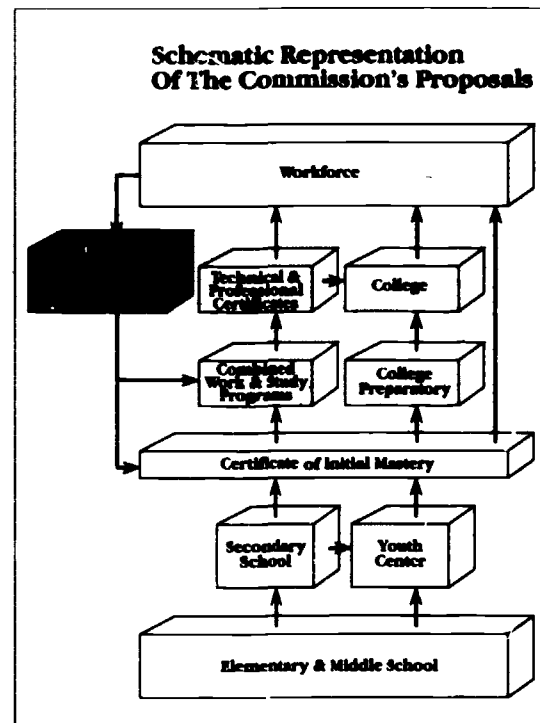 Schematic Representation
Of The Commission's Proposals
Workforce
Technical &
Professional
Certificates
College
Combined
Work & Study
Programs
College
Preparatory
Certificate of Initial Mastery
Secondary
School
Youth
Center
Elementary & Middle School